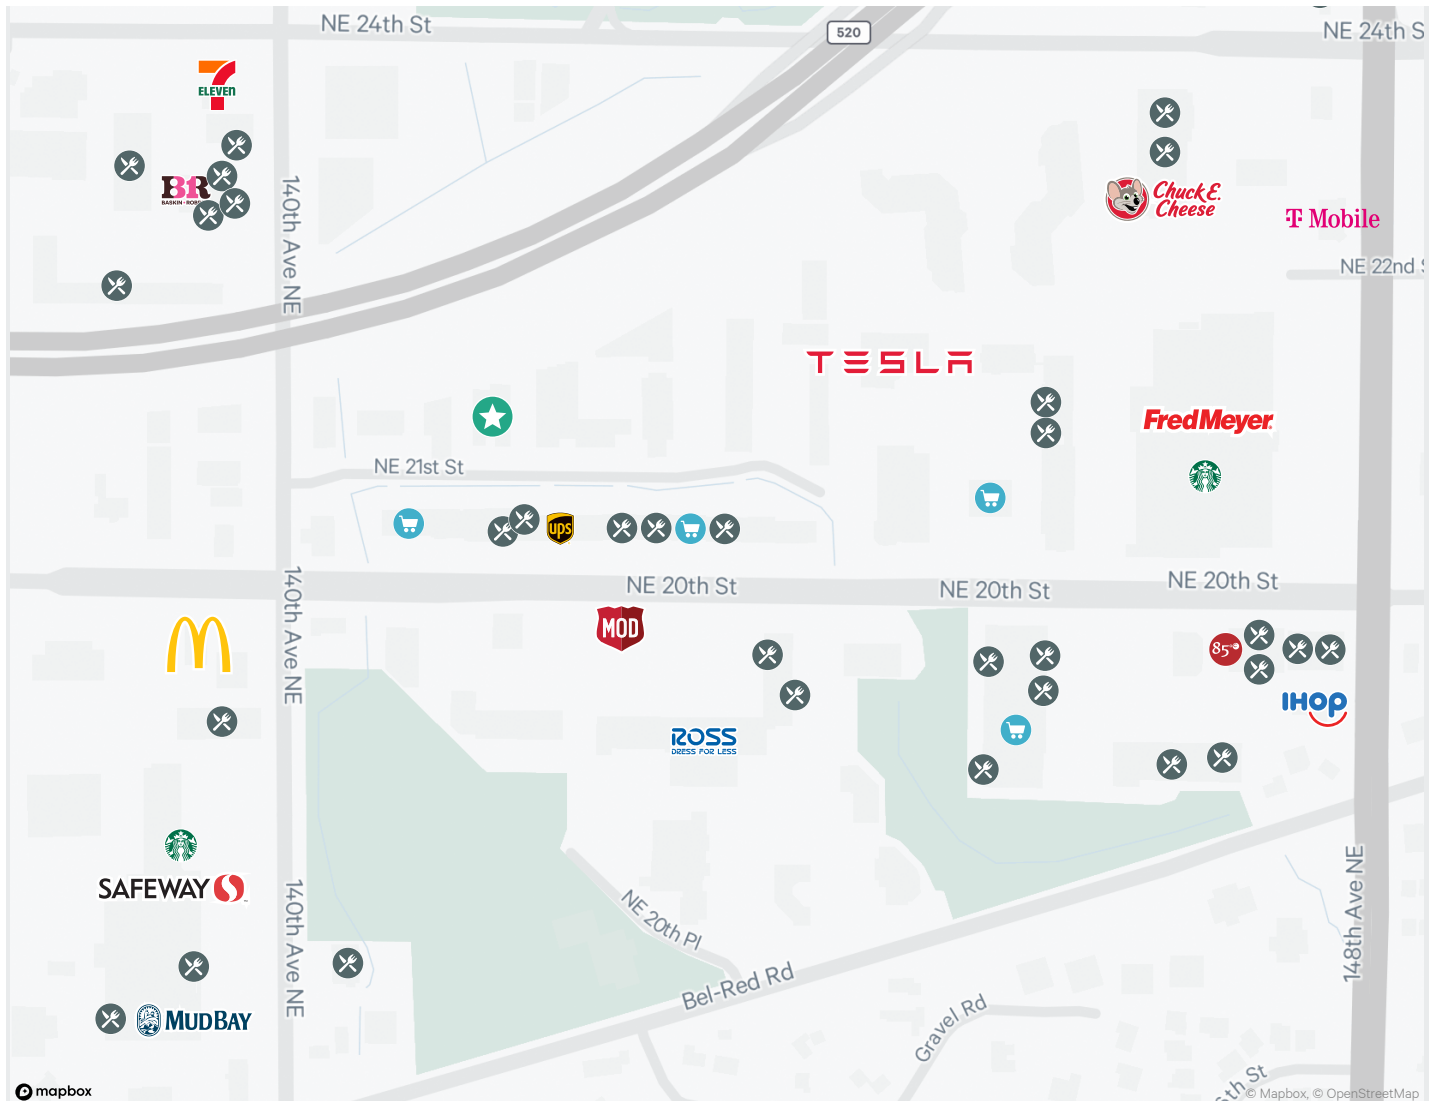 NE 24th St
520
NE 24th S
7
ELEVEN
BR
BASKIN-ROBB
140th Ave NE
Chuck E.
Cheese
T Mobile
NE 22nd S
TESLA
FredMeyer
NE 21st St
ups
NE 20th St
NE 20th St
NE 20th St
140th Ave NE
MOD
85°C
IHOP
ROSS
DRESS FOR LESS
SAFEWAY
140th Ave NE
148th Ave NE
NE 20th Pl
Bel-Red Rd
Gravel Rd
MUDBAY
th St
mapbox
© Mapbox, © OpenStreetMap